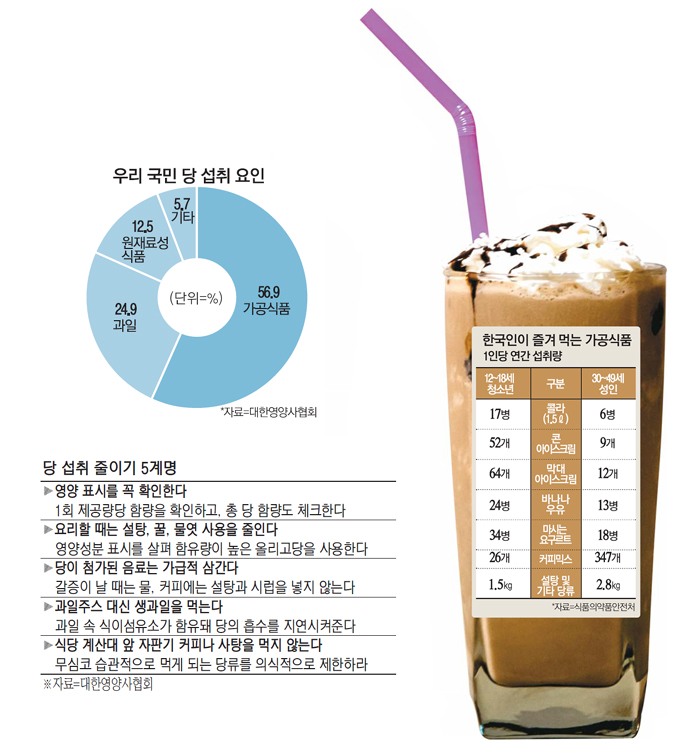 우리 국민 당 섭취 요인
5.7
기타
12.5
원재료성
식품
24.9
과일
(단위=%)
56.9
가공식품
*자료=대한영양사협회
당 섭취 줄이기 5계명
▶영양 표시를 꼭 확인한다
1회 제공량당 함량을 확인하고, 총 당 함량도 체크한다
▶요리할 때는 설탕, 꿀, 물엿 사용을 줄인다
영양성분 표시를 살펴 함유량이 높은 올리고당을 사용한다
▶당이 첨가된 음료는 가급적 삼간다
갈증이 날 때는 물, 커피에는 설탕과 시럽을 넣지 않는다
▶과일주스 대신 생과일을 먹는다
과일 속 식이섬유소가 함유돼 당의 흡수를 지연시켜준다
▶식당 계산대 앞 자판기 커피나 사탕을 먹지 않는다
무심코 습관적으로 먹게 되는 당류를 의식적으로 제한하라
※자료=대한영양사협회
한국인이 즐겨 먹는 가공식품
1인당 연간 섭취량
12~18세 구분 30~49세
청소년 성인
17병 콜라 (1.5ℓ) 6병
52개 콘 아이스크림 9개
64개 막대 아이스크림 12개
24병 바나나 우유 13병
34병 마시는 요구르트 18병
26개 커피믹스 347개
1.5kg 설탕 및 기타 당류 2.8kg
*자료=식품의약품안전처